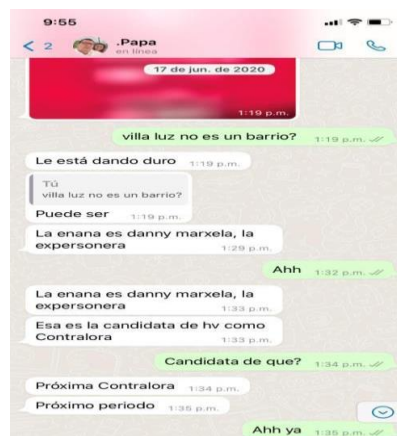 9:55
2
.Papa
en línea
17 de jun. de 2020
1:19 p.m.
villa luz no es un barrio? 1:19 p.m.
Le está dando duro 1:19 p.m.
Tú
villa luz no es un barrio?
Puede ser 1:19 p.m.
La enana es danny marxela, la
expersonera 1:29 p.m.
Ahh 1:32 p.m.
La enana es danny marxela, la
expersonera 1:33 p.m.
Esa es la candidata de hv como
Contralora 1:33 p.m.
Candidata de que? 1:34 p.m.
Próxima Contralora 1:34 p.m.
Próximo periodo 1:35 p.m.
Ahh ya 1:35 p.m.